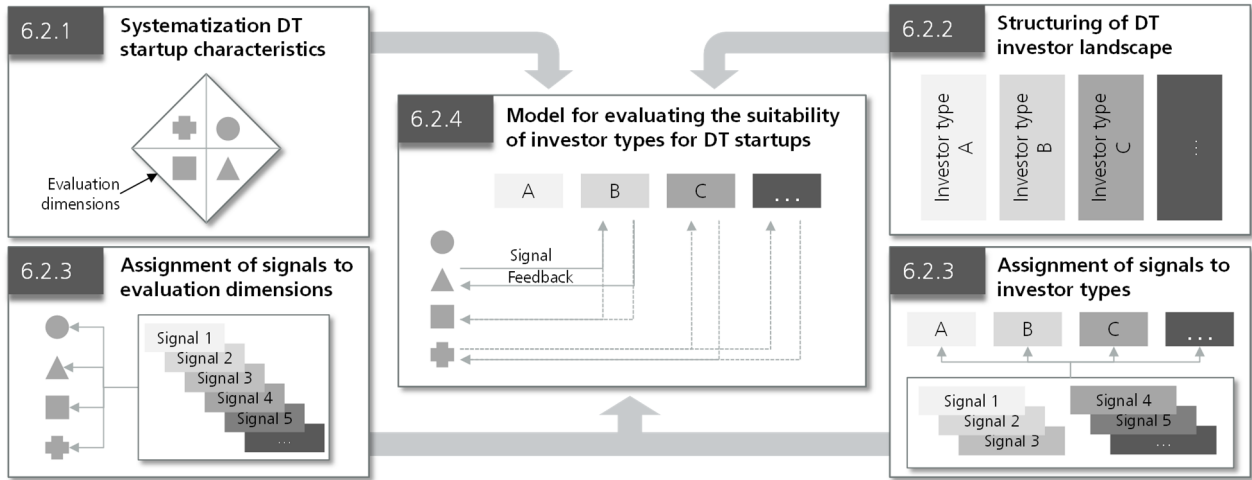 6.2.1
Systematization DT
startup characteristics
Evaluation
dimensions
6.2.2
Structuring of DT
investor landscape
Investor type
A
Investor type
B
Investor type
C
...
6.2.4
Model for evaluating the suitability
of investor types for DT startups
A
B
C
...
Signal
Feedback
6.2.3
Assignment of signals to
evaluation dimensions
Signal 1
Signal 2
Signal 3
Signal 4
Signal 5
...
6.2.3
Assignment of signals to
investor types
A
B
C
...
Signal 1
Signal 2
Signal 3
Signal 4
Signal 5
...